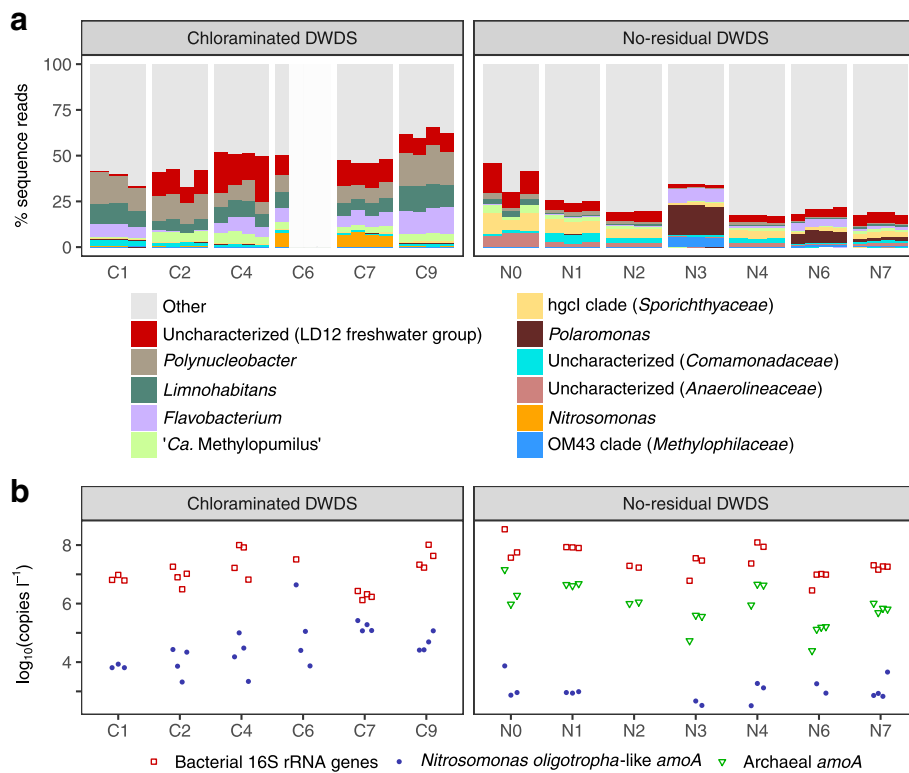 a
Chloraminated DWDS
No-residual DWDS
% sequence reads
100
75
50
25
0
C1 C2 C4 C6 C7 C9
N0 N1 N2 N3 N4 N6 N7
Other
Uncharacterized (LD12 freshwater group)
Polynucleobacter
Limnohabitans
Flavobacterium
'Ca. Methylopumilus'
hgcI clade (Sporichthyaceae)
Polaromonas
Uncharacterized (Comamonadaceae)
Uncharacterized (Anaerolineaceae)
Nitrosomonas
OM43 clade (Methylophilaceae)
b
Chloraminated DWDS
No-residual DWDS
log10(copies l−1)
8
6
4
C1 C2 C4 C6 C7 C9
N0 N1 N2 N3 N4 N6 N7
Bacterial 16S rRNA genes
Nitrosomonas oligotropha-like amoA
Archaeal amoA